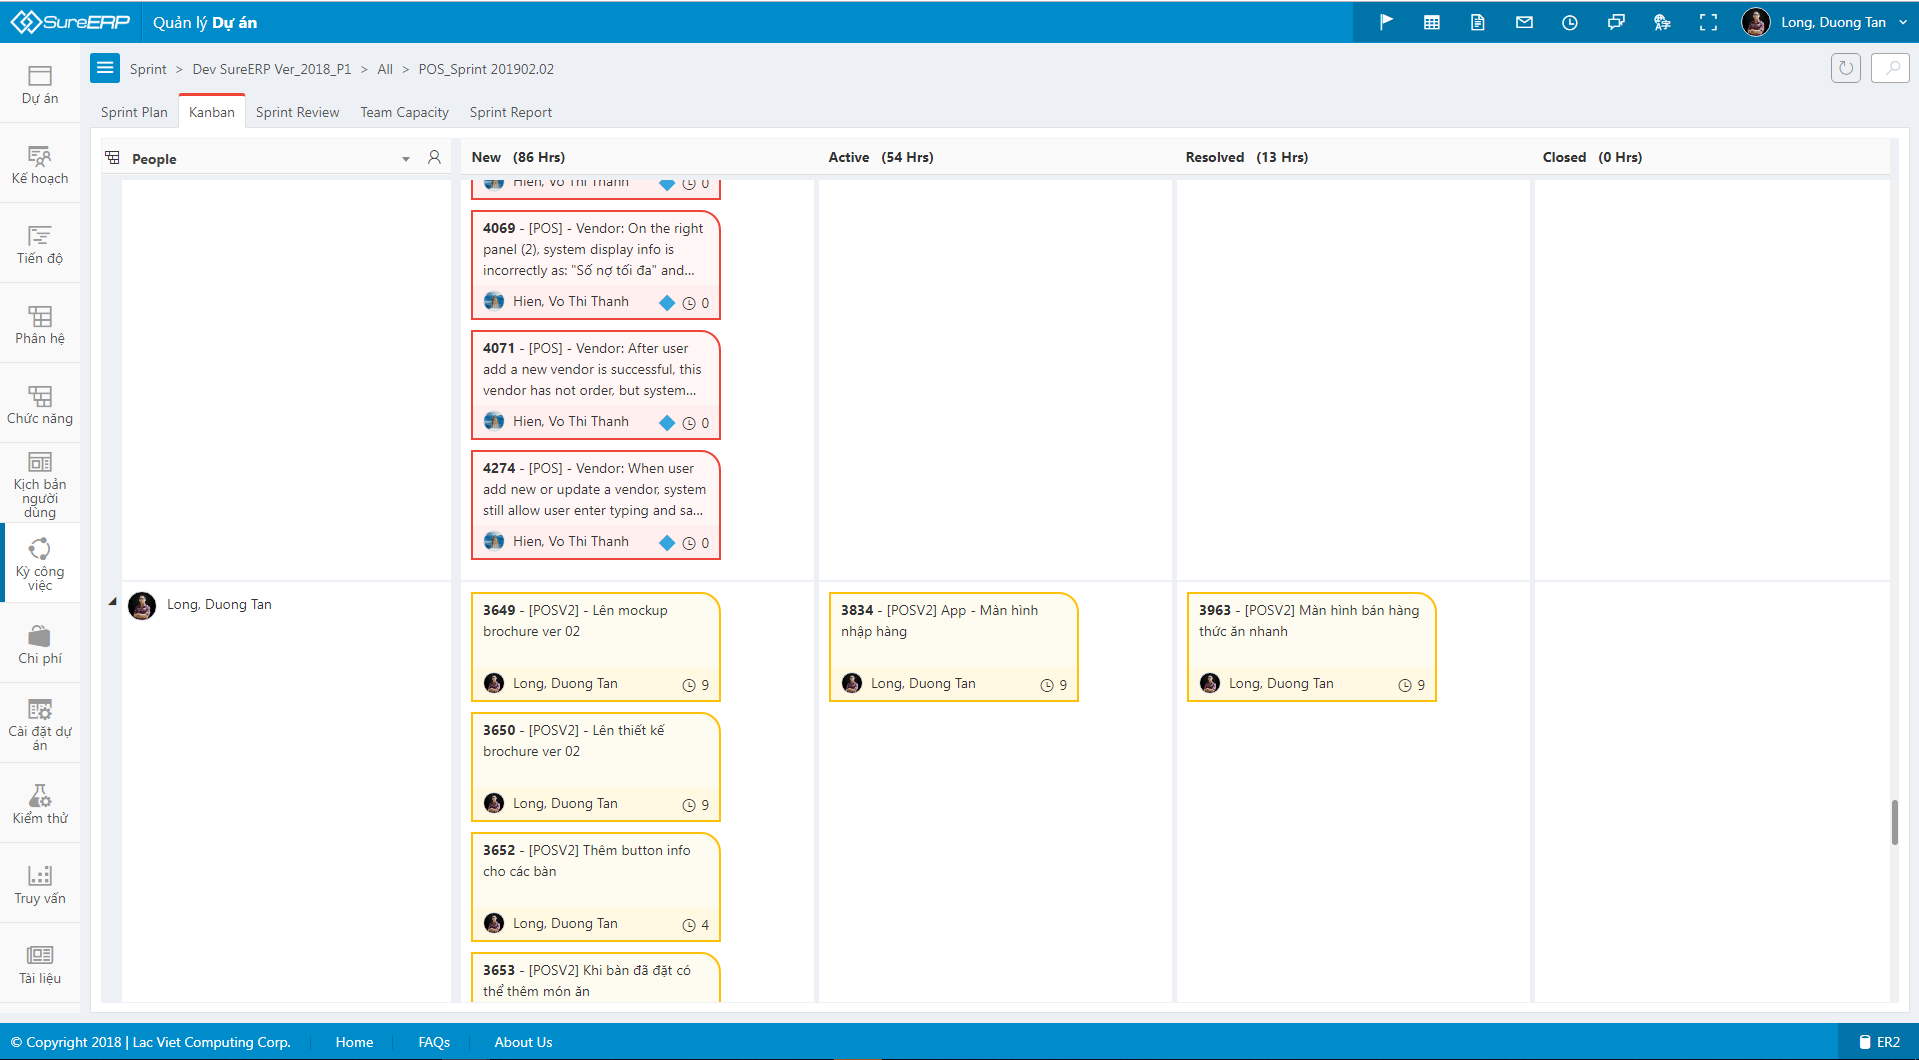 SureERP
Quản lý Dự án
Long, Duong Tan
Dự án
Kế hoạch
Tiến độ
Phân hệ
Chức năng
Kịch bản
người
dùng
Kỳ công
việc
Chi phí
Cài đặt dự
án
Kiểm thử
Truy vấn
Tài liệu
Sprint > Dev SureERP Ver_2018_P1 > All > POS_Sprint 201902.02
Sprint Plan Kanban Sprint Review Team Capacity Sprint Report
People
New (86 Hrs)
Active (54 Hrs)
Resolved (13 Hrs)
Closed (0 Hrs)
Hien, Vo Thi Thanh 0
4069 - [POS] - Vendor: On the right
panel (2), system display info is
incorrectly as: "Số nợ tối đa" and...
Hien, Vo Thi Thanh 0
4071 - [POS] - Vendor: After user
add a new vendor is successful, this
vendor has not order, but system...
Hien, Vo Thi Thanh 0
4274 - [POS] - Vendor: When user
add new or update a vendor, system
still allow user enter typing and sa...
Hien, Vo Thi Thanh 0
Long, Duong Tan
3649 - [POSV2] - Lên mockup
brochure ver 02
Long, Duong Tan 9
3650 - [POSV2] - Lên thiết kế
brochure ver 02
Long, Duong Tan 9
3652 - [POSV2] Thêm button info
cho các bàn
Long, Duong Tan 4
3653 - [POSV2] Khi bàn đã đặt có
thể thêm món ăn
3834 - [POSV2] App - Màn hình
nhập hàng
Long, Duong Tan 9
3963 - [POSV2] Màn hình bán hàng
thức ăn nhanh
Long, Duong Tan 9
© Copyright 2018 | Lac Viet Computing Corp. Home FAQs About Us
ER2